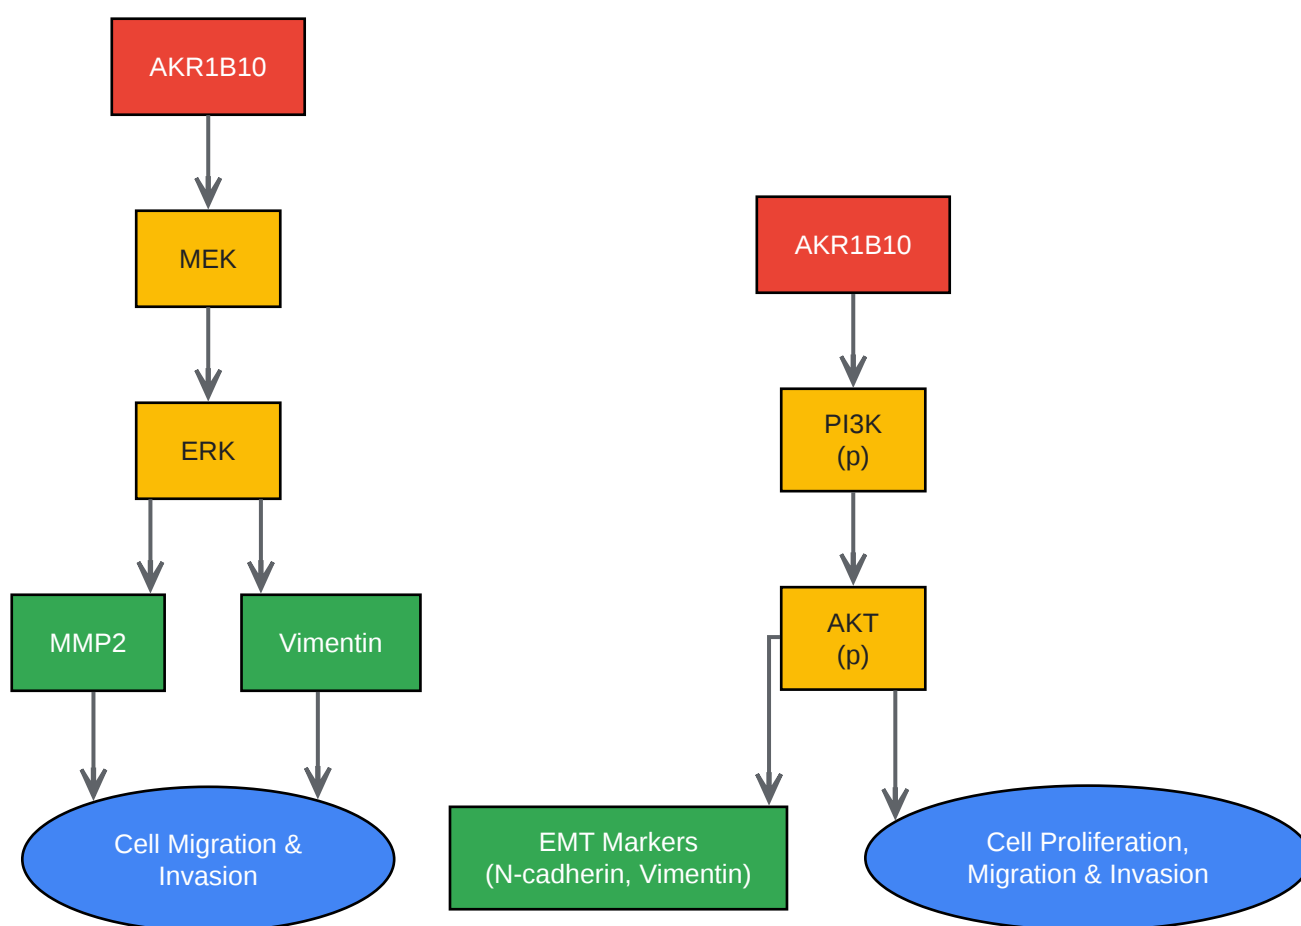 AKR1B10
MEK
ERK
MMP2
Vimentin
Cell Migration &
Invasion
AKR1B10
PI3K
(p)
AKT
(p)
EMT Markers
(N-cadherin, Vimentin)
Cell Proliferation,
Migration & Invasion